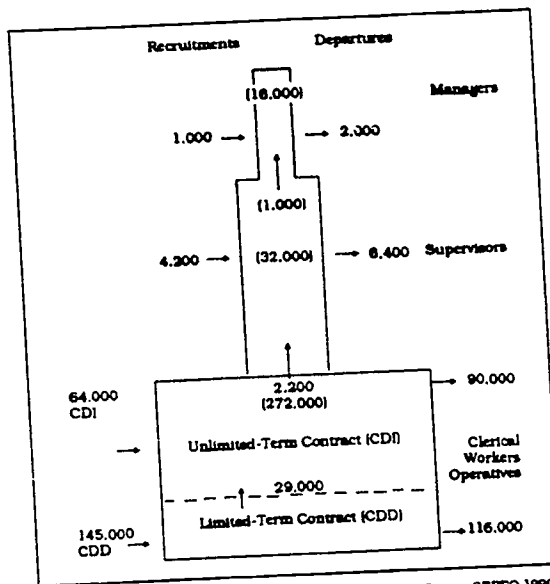 Recruitments Departures
(16.000) Managers
1.000 2.000
(1.000)
4.200 (32.000) 6.400 Supervisors
64.000
CDI
2.200
(272.000)
90.000
Unlimited-Term Contract (CDI)
Clerical
Workers
Operatives
29.000
Limited-Term Contract (CDD)
145.000
CDD
116.000